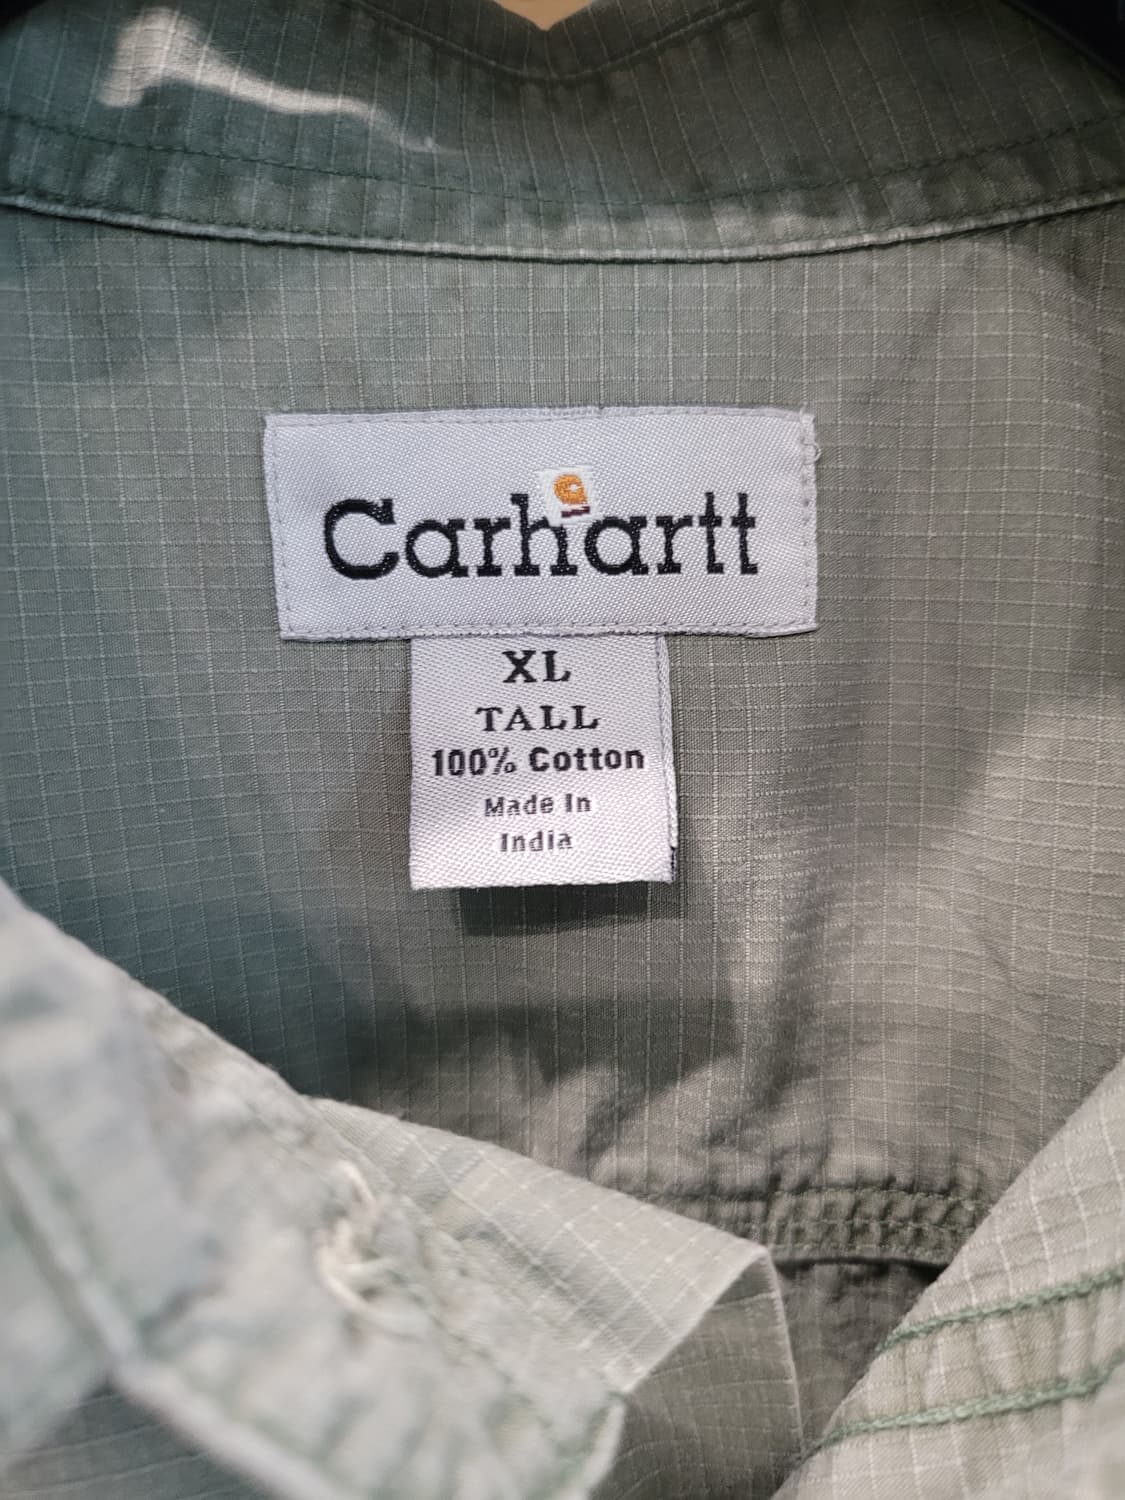 Carhartt
XL
TALL
100% Cotton
Made In
India